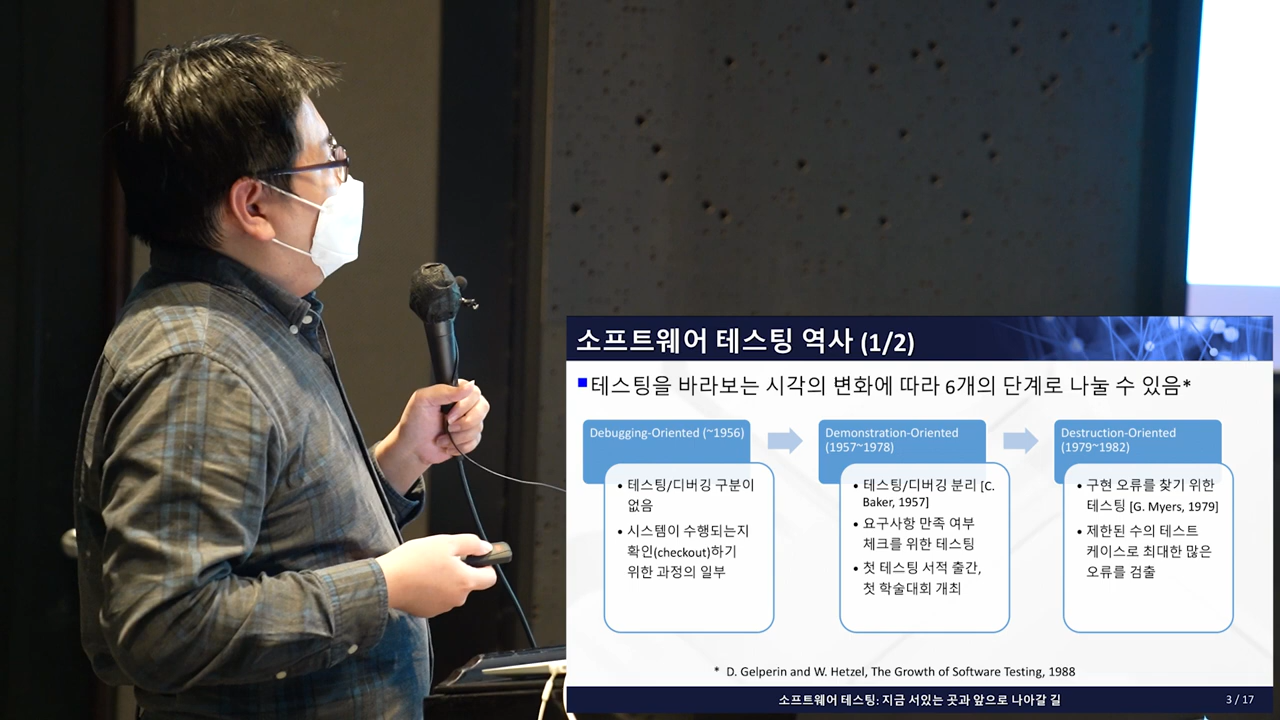 소프트웨어 테스팅 역사 (1/2)
테스팅을 바라보는 시각의 변화에 따라 6개의 단계로 나눌 수 있음*
Debugging-Oriented (~1956)
• 테스팅/디버깅 구분이
없음
• 시스템이 수행되는지
확인(checkout)하기
위한 과정의 일부
Demonstration-Oriented
(1957~1978)
• 테스팅/디버깅 분리 [C.
Baker, 1957]
• 요구사항 만족 여부
체크를 위한 테스팅
• 첫 테스팅 서적 출간,
첫 학술대회 개최
Destruction-Oriented
(1979~1982)
• 구현 오류를 찾기 위한
테스팅 [G. Myers, 1979]
• 제한된 수의 테스트
케이스로 최대한 많은
오류를 검출
* D. Gelperin and W. Hetzel, The Growth of Software Testing, 1988
소프트웨어 테스팅: 지금 서있는 곳과 앞으로 나아갈 길
3 / 17